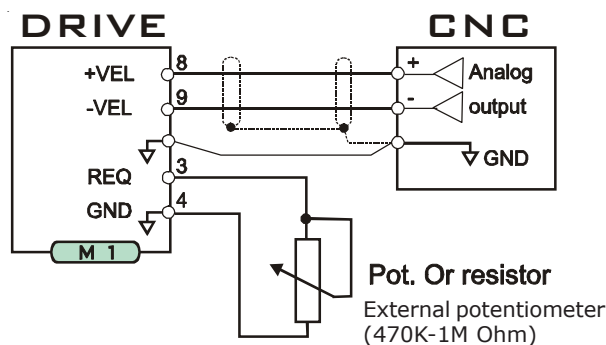 DRIVE
CNC
+VEL
8
+
Analog
-VEL
9
-
output
GND
REQ
3
GND
4
M 1
Pot. Or resistor
External potentiometer
(470K-1M Ohm)